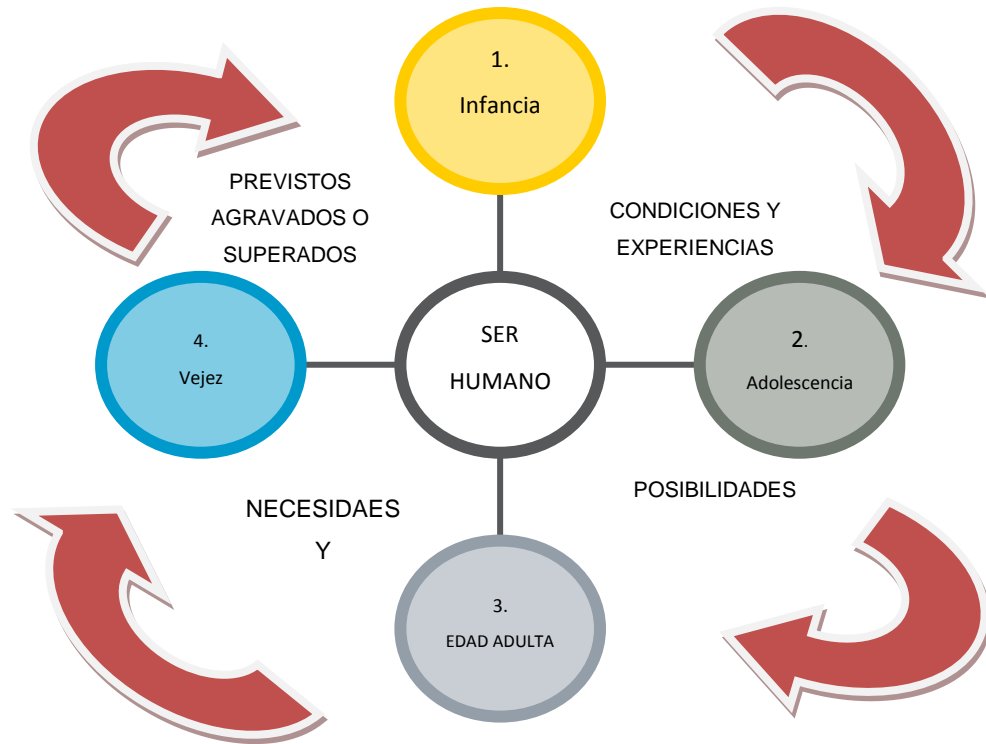 1.
Infancia
PREVISTOS
AGRAVADOS O
SUPERADOS
CONDICIONES Y
EXPERIENCIAS
4.
Vejez
SER
HUMANO
2.
Adolescencia
NECESIDAES
Y
POSIBILIDADES
3.
EDAD ADULTA